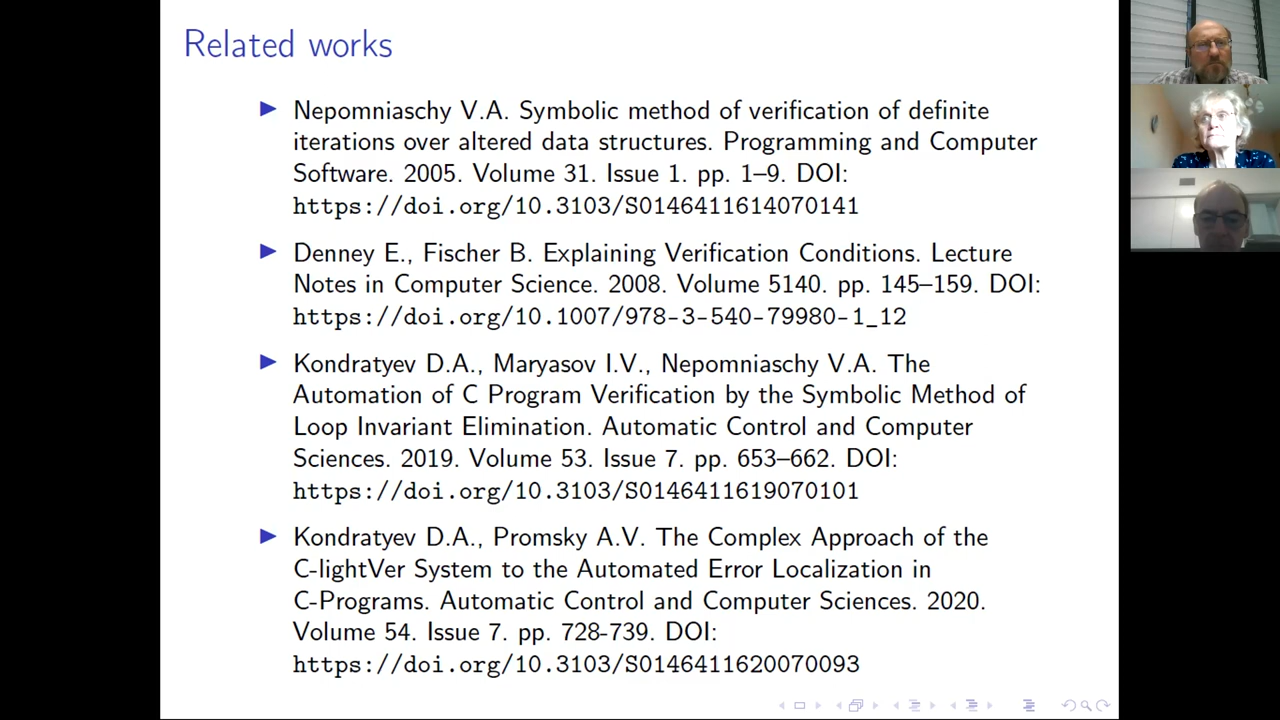 Related works
Nepomniaschy V.A. Symbolic method of verification of definite
iterations over altered data structures. Programming and Computer
Software. 2005. Volume 31. Issue 1. pp. 1–9. DOI:
https://doi.org/10.3103/S0146411614070141
Denney E., Fischer B. Explaining Verification Conditions. Lecture
Notes in Computer Science. 2008. Volume 5140. pp. 145–159. DOI:
https://doi.org/10.1007/978-3-540-79980-1_12
Kondratyev D.A., Maryasov I.V., Nepomniaschy V.A. The
Automation of C Program Verification by the Symbolic Method of
Loop Invariant Elimination. Automatic Control and Computer
Sciences. 2019. Volume 53. Issue 7. pp. 653–662. DOI:
https://doi.org/10.3103/S0146411619070101
Kondratyev D.A., Promsky A.V. The Complex Approach of the
C-lightVer System to the Automated Error Localization in
C-Programs. Automatic Control and Computer Sciences. 2020.
Volume 54. Issue 7. pp. 728-739. DOI:
https://doi.org/10.3103/S0146411620070093